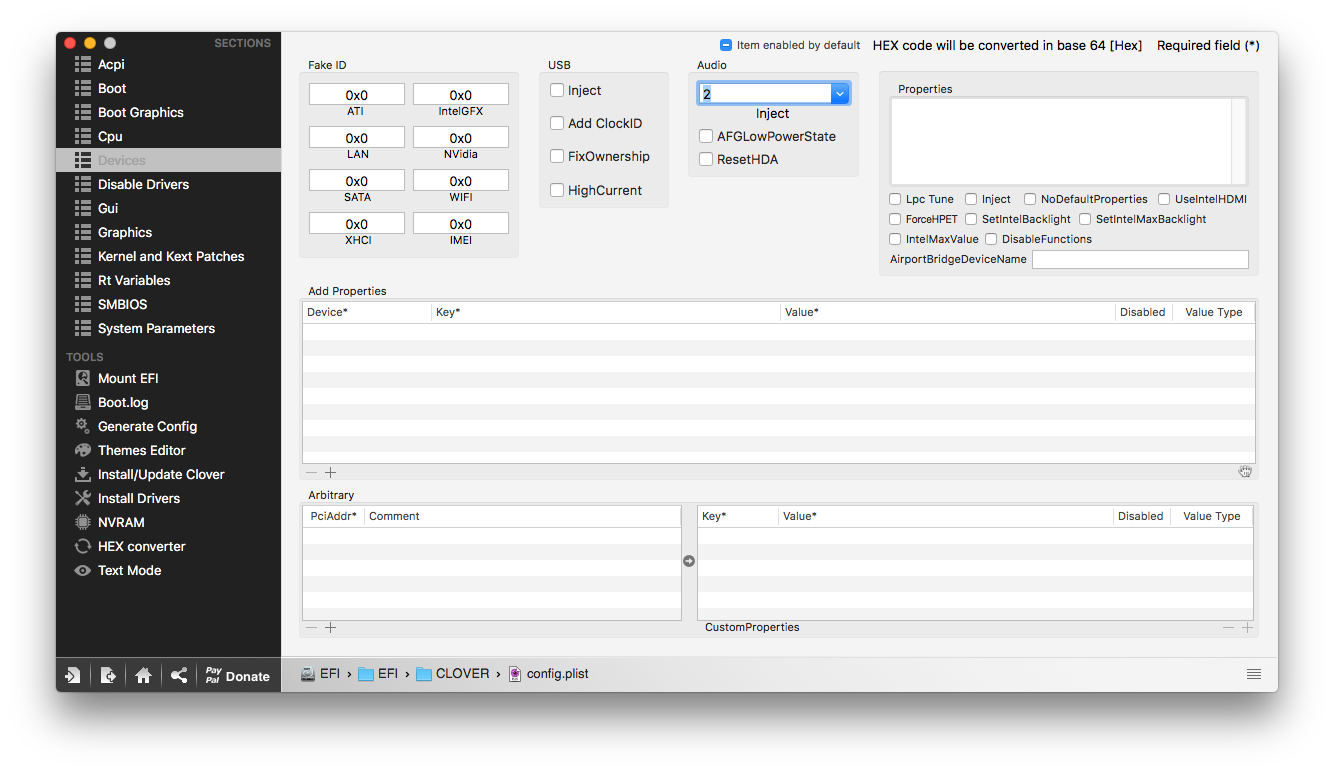 SECTIONS
Acpi
Boot
Boot Graphics
Cpu
Devices
Disable Drivers
Gui
Graphics
Kernel and Kext Patches
Rt Variables
SMBIOS
System Parameters
TOOLS
Mount EFI
Boot.log
Generate Config
Themes Editor
Install/Update Clover
Install Drivers
NVRAM
HEX converter
Text Mode
Pay
Pal Donate
Item enabled by default HEX code will be converted in base 64 [Hex] Required field (*)
Fake ID
0x0 0x0
ATI IntelGFX
0x0 0x0
LAN NVidia
0x0 0x0
SATA WIFI
0x0 0x0
XHCI IMEI
USB
Inject
Add ClockID
FixOwnership
HighCurrent
Audio
2
Inject
AFGLowPowerState
ResetHDA
Properties
Lpc Tune Inject NoDefaultProperties UseIntelHDMI
ForceHPET SetIntelBacklight SetIntelMaxBacklight
IntelMaxValue DisableFunctions
AirportBridgeDeviceName
Add Properties
Device* Key* Value* Disabled Value Type
Arbitrary
PciAddr* Comment
Key* Value* Disabled Value Type
CustomProperties
EFI › EFI › CLOVER › config.plist